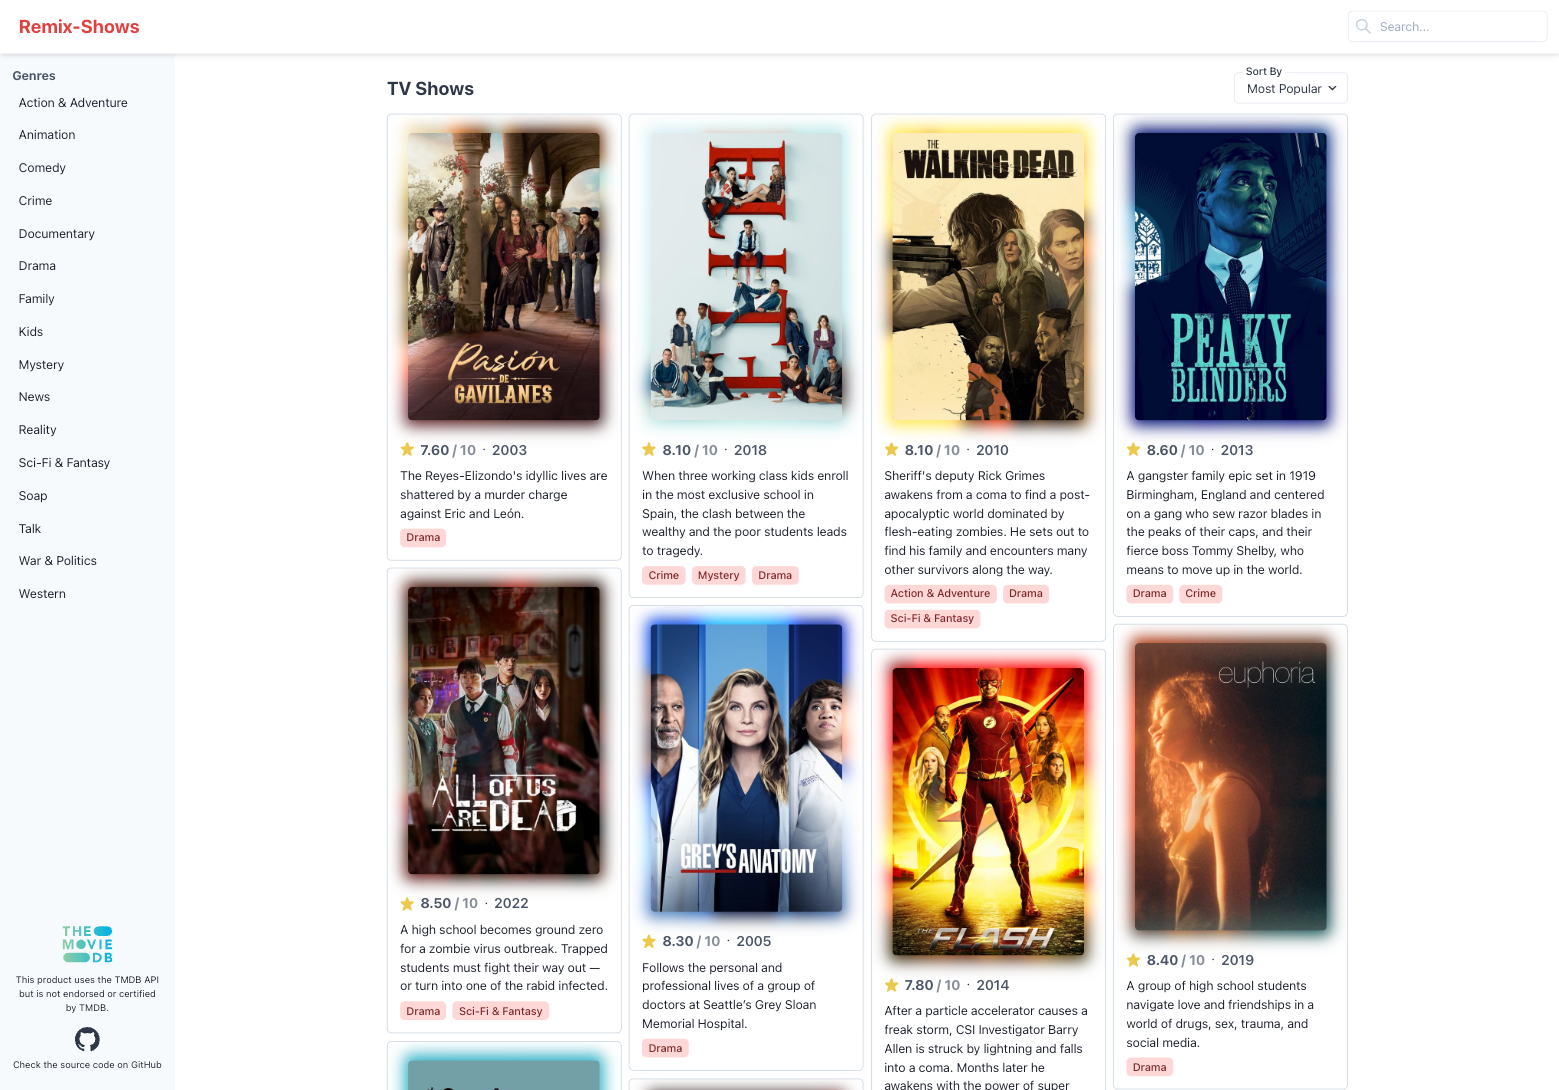 Remix-Shows
Search...
Genres
Action & Adventure
Animation
Comedy
Crime
Documentary
Drama
Family
Kids
Mystery
News
Reality
Sci-Fi & Fantasy
Soap
Talk
War & Politics
Western
THE
MOVIE
DB
This product uses the TMDB API
but is not endorsed or certified
by TMDB.
Check the source code on GitHub
TV Shows
Sort By
Most Popular
Pasión
DE
GAVILANES
7.60 / 10 · 2003
The Reyes-Elizondo's idyllic lives are
shattered by a murder charge
against Eric and León.
Drama
ALL OF US
ARE DEAD
8.50 / 10 · 2022
A high school becomes ground zero
for a zombie virus outbreak. Trapped
students must fight their way out —
or turn into one of the rabid infected.
Drama
Sci-Fi & Fantasy
ELITE
8.10 / 10 · 2018
When three working class kids enroll
in the most exclusive school in
Spain, the clash between the
wealthy and the poor students leads
to tragedy.
Crime
Mystery
Drama
GREY'S ANATOMY
8.30 / 10 · 2005
Follows the personal and
professional lives of a group of
doctors at Seattle's Grey Sloan
Memorial Hospital.
Drama
THE
WALKING DEAD
8.10 / 10 · 2010
Sheriff's deputy Rick Grimes
awakens from a coma to find a post-
apocalyptic world dominated by
flesh-eating zombies. He sets out to
find his family and encounters many
other survivors along the way.
Action & Adventure
Drama
Sci-Fi & Fantasy
THE
FLASH
7.80 / 10 · 2014
After a particle accelerator causes a
freak storm, CSI Investigator Barry
Allen is struck by lightning and falls
into a coma. Months later he
awakens with the power of super
PEAKY
BLINDERS
8.60 / 10 · 2013
A gangster family epic set in 1919
Birmingham, England and centered
on a gang who sew razor blades in
the peaks of their caps, and their
fierce boss Tommy Shelby, who
means to move up in the world.
Drama
Crime
euphoria
8.40 / 10 · 2019
A group of high school students
navigate love and friendships in a
world of drugs, sex, trauma, and
social media.
Drama